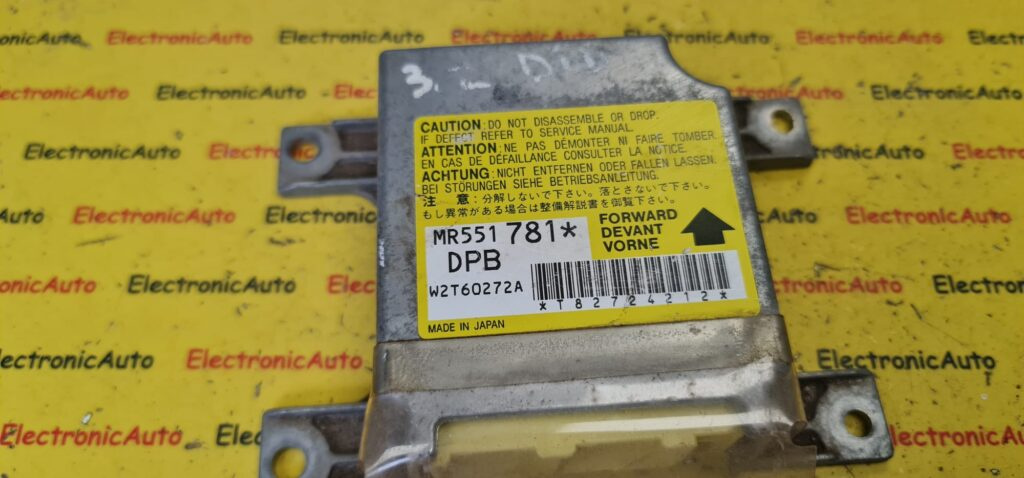 3.2 DID
CAUTION: DO NOT DISASSEMBLE OR DROP.
IF DEFECT REFER TO SERVICE MANUAL.
ATTENTION: NE PAS DÉMONTER NI FAIRE TOMBER.
EN CAS DE DÉFAILLANCE CONSULTER LA NOTICE.
ACHTUNG: NICHT ENTFERNEN ODER FALLEN LASSEN.
BEI STÖRUNGEN SIEHE BETRIEBSANLEITUNG.
注 意:分解しないで下さい。落とさないで下さい。
もし異常がある場合は整備解説書を御覧下さい。
MR551781*
DPB
W2T60272A
FORWARD
DEVANT
VORNE
*T82724212*
MADE IN JAPAN
ElectronicAuto